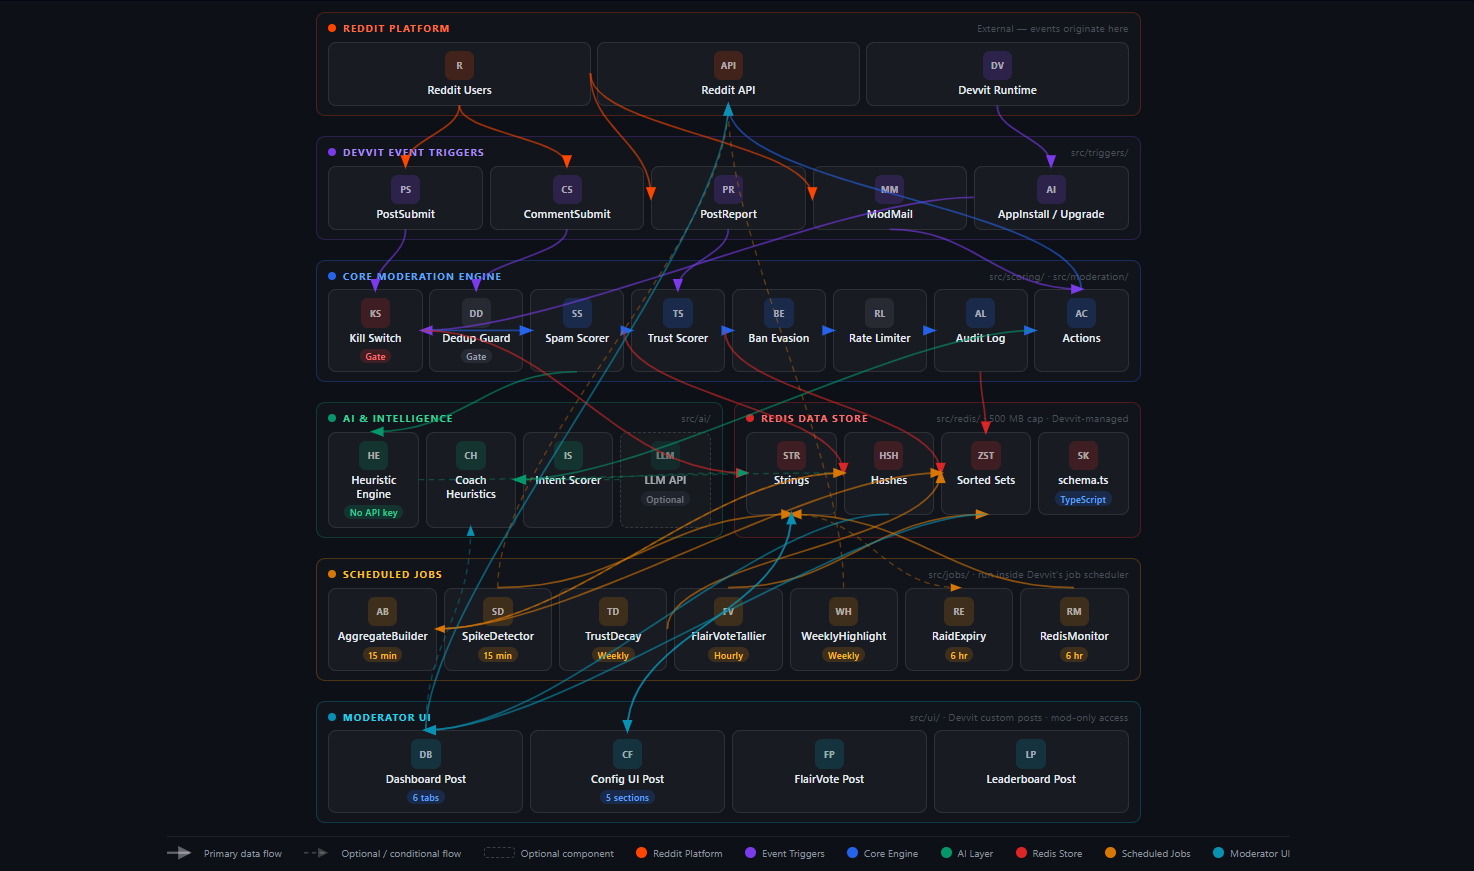 REDDIT PLATFORM
External — events originate here
R
API
DV
Reddit Users
Reddit API
Devvit Runtime
DEVVIT EVENT TRIGGERS
src/triggers/
PS
CS
PR
MM
AI
PostSubmit
CommentSubmit
PostReport
ModMail
AppInstall / Upgrade
CORE MODERATION ENGINE
src/scoring/ · src/moderation/
KS
DD
SS
TS
BE
RL
AL
AC
Kill Switch
Dedup Guard
Spam Scorer
Trust Scorer
Ban Evasion
Rate Limiter
Audit Log
Actions
Gate
Gate
AI & INTELLIGENCE
src/ai/
HE
CH
IS
LLM
Heuristic
Engine
Coach
Heuristics
Intent Scorer
LLM API
No API key
Optional
REDIS DATA STORE
src/redis/ · 500 MB cap · Devvit-managed
STR
HSH
ZST
SK
Strings
Hashes
Sorted Sets
schema.ts
TypeScript
SCHEDULED JOBS
src/jobs/ · run inside Devvit's job scheduler
AB
SD
TD
FV
WH
RE
RM
AggregateBuilder
SpikeDetector
TrustDecay
FlairVoteTallier
WeeklyHighlight
RaidExpiry
RedisMonitor
15 min
15 min
Weekly
Hourly
Weekly
6 hr
6 hr
MODERATOR UI
src/ui/ · Devvit custom posts · mod-only access
DB
CF
FP
LP
Dashboard Post
Config UI Post
FlairVote Post
Leaderboard Post
6 tabs
5 sections
Primary data flow
Optional / conditional flow
Optional component
Reddit Platform
Event Triggers
Core Engine
AI Layer
Redis Store
Scheduled Jobs
Moderator UI